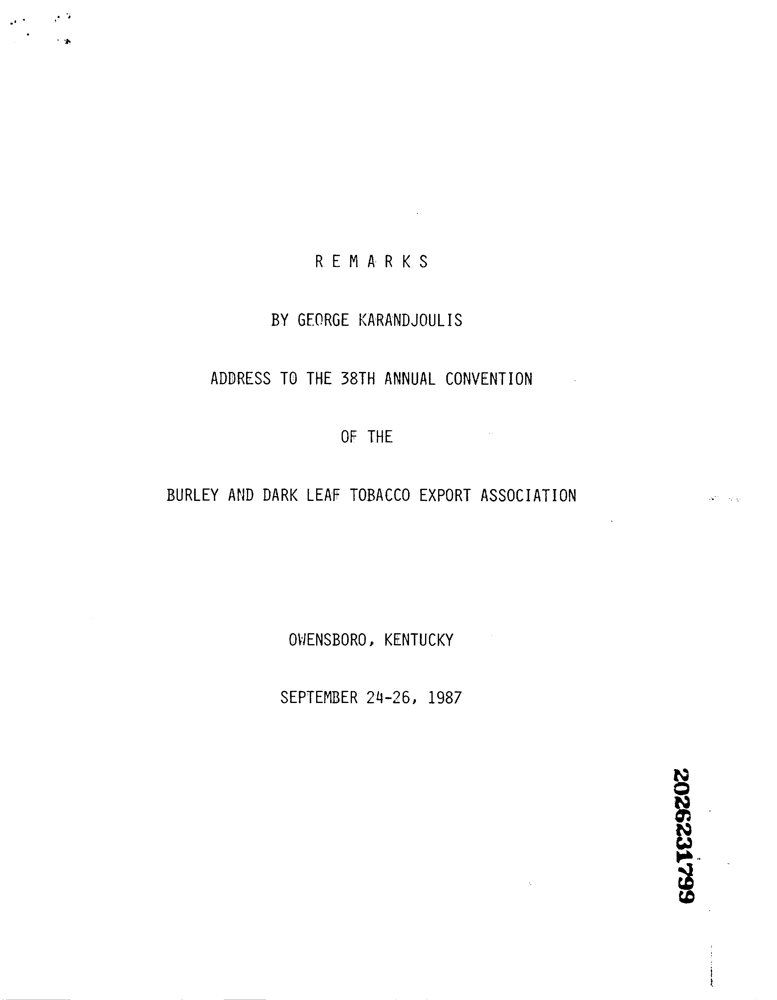 R E M A R K S
BY GEORGE KARANDJOULIS
ADDRESS TO THE 38TH ANNUAL CONVENTION
OF THE
BURLEY AND DARK LEAF TOBACCO EXPORT ASSOCIATION
OWENSBORO, KENTUCKY
SEPTEMBER 24-26, 1987
2026231799